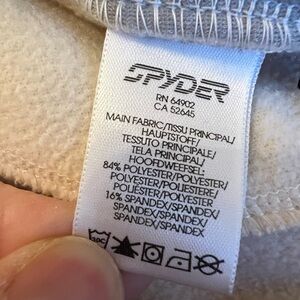 SPYDER
RN 64902
CA 52645
MAIN FABRIC/TISSU PRINCIPAL/
HAUPTSTOFF/
TESSUTO PRINCIPALE/
TELA PRINCIPAL/
HOOFDWEEFSEL:
84% POLYESTER/POLYESTER/
POLYESTER/POLIESTERE/
POLIÉSTER/POLYESTER
16% SPANDEX/SPANDEX/
SPANDEX/SPANDEX/
SPANDEX/SPANDEX